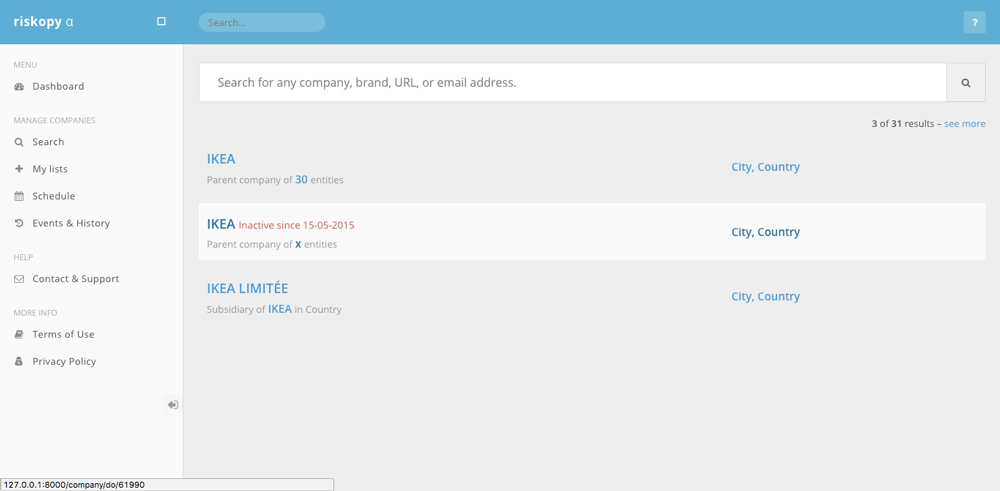 riskopy α
Search...
?
MENU
Dashboard
MANAGE COMPANIES
Search
My lists
Schedule
Events & History
HELP
Contact & Support
MORE INFO
Terms of Use
Privacy Policy
Search for any company, brand, URL, or email address.
3 of 31 results – see more
IKEA
Parent company of 30 entities
City, Country
IKEA Inactive since 15-05-2015
Parent company of X entities
City, Country
IKEA LIMITÉE
Subsidiary of IKEA in Country
City, Country
127.0.0.1:8000/company/do/61990